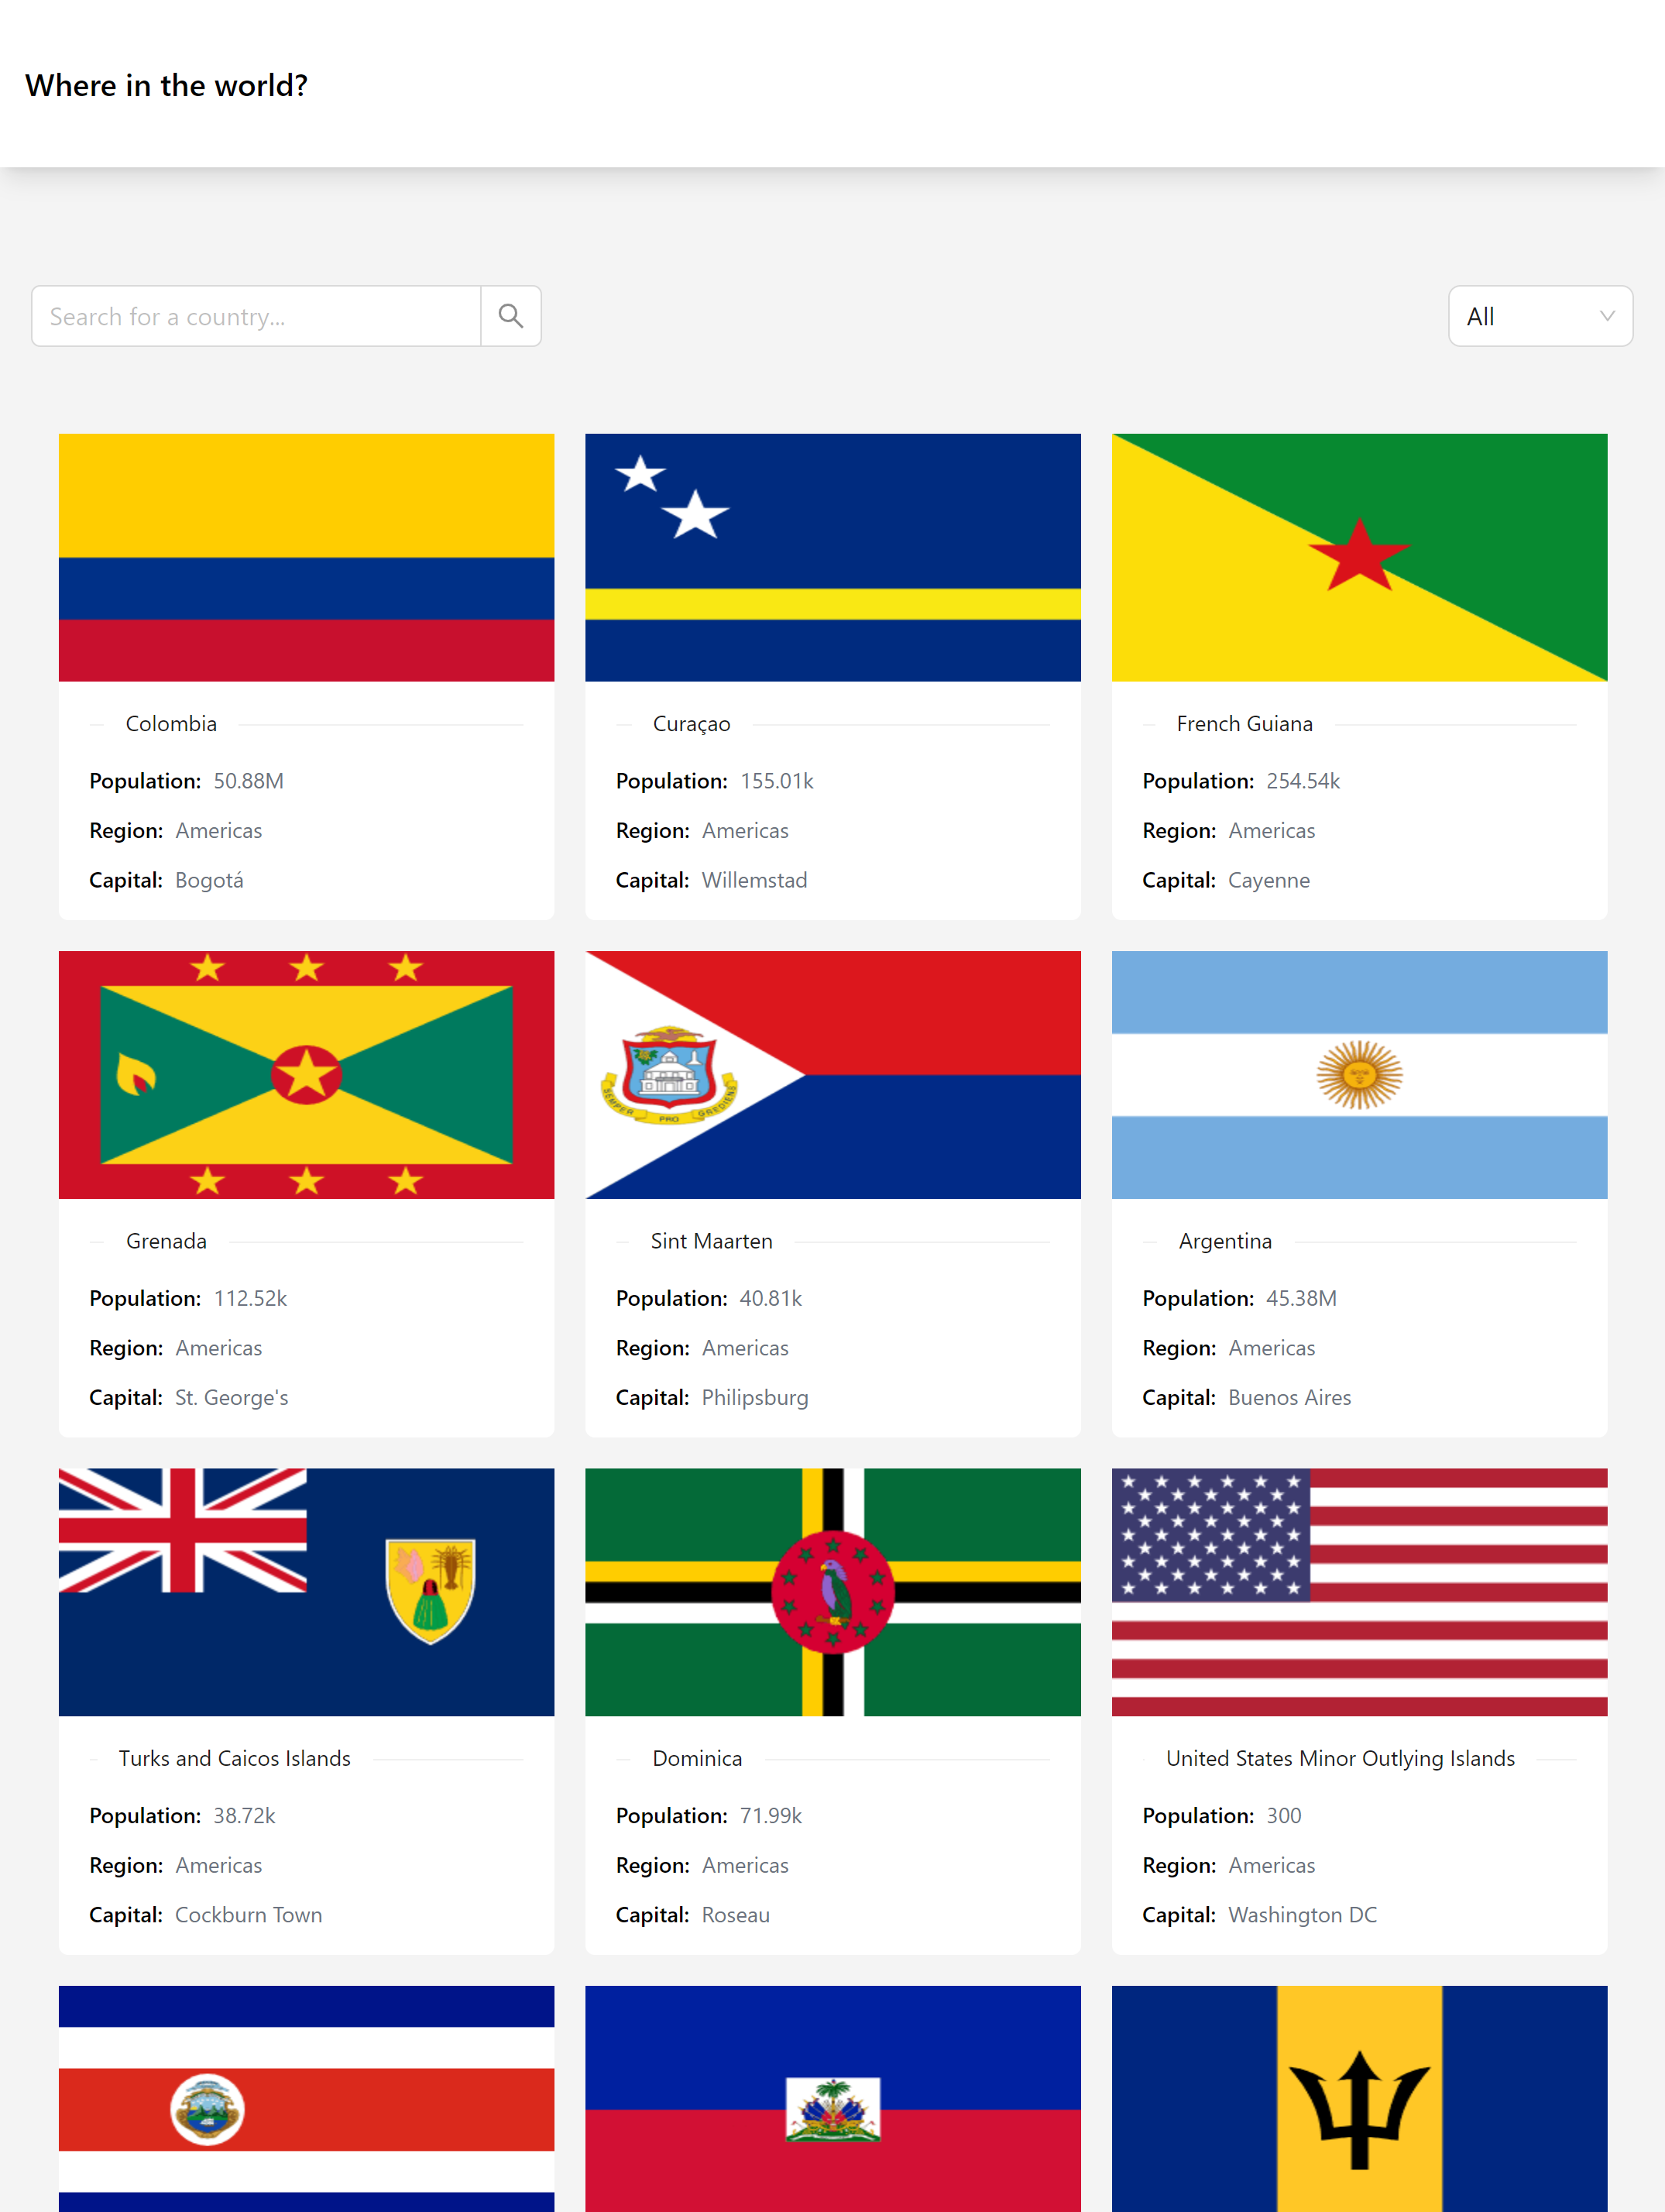 Where in the world?
Search for a country...
All
Colombia
Population: 50.88M
Region: Americas
Capital: Bogotá
Curaçao
Population: 155.01k
Region: Americas
Capital: Willemstad
French Guiana
Population: 254.54k
Region: Americas
Capital: Cayenne
SEMPER PRO GREDIENS
Grenada
Population: 112.52k
Region: Americas
Capital: St. George's
Sint Maarten
Population: 40.81k
Region: Americas
Capital: Philipsburg
Argentina
Population: 45.38M
Region: Americas
Capital: Buenos Aires
Turks and Caicos Islands
Population: 38.72k
Region: Americas
Capital: Cockburn Town
Dominica
Population: 71.99k
Region: Americas
Capital: Roseau
United States Minor Outlying Islands
Population: 300
Region: Americas
Capital: Washington DC